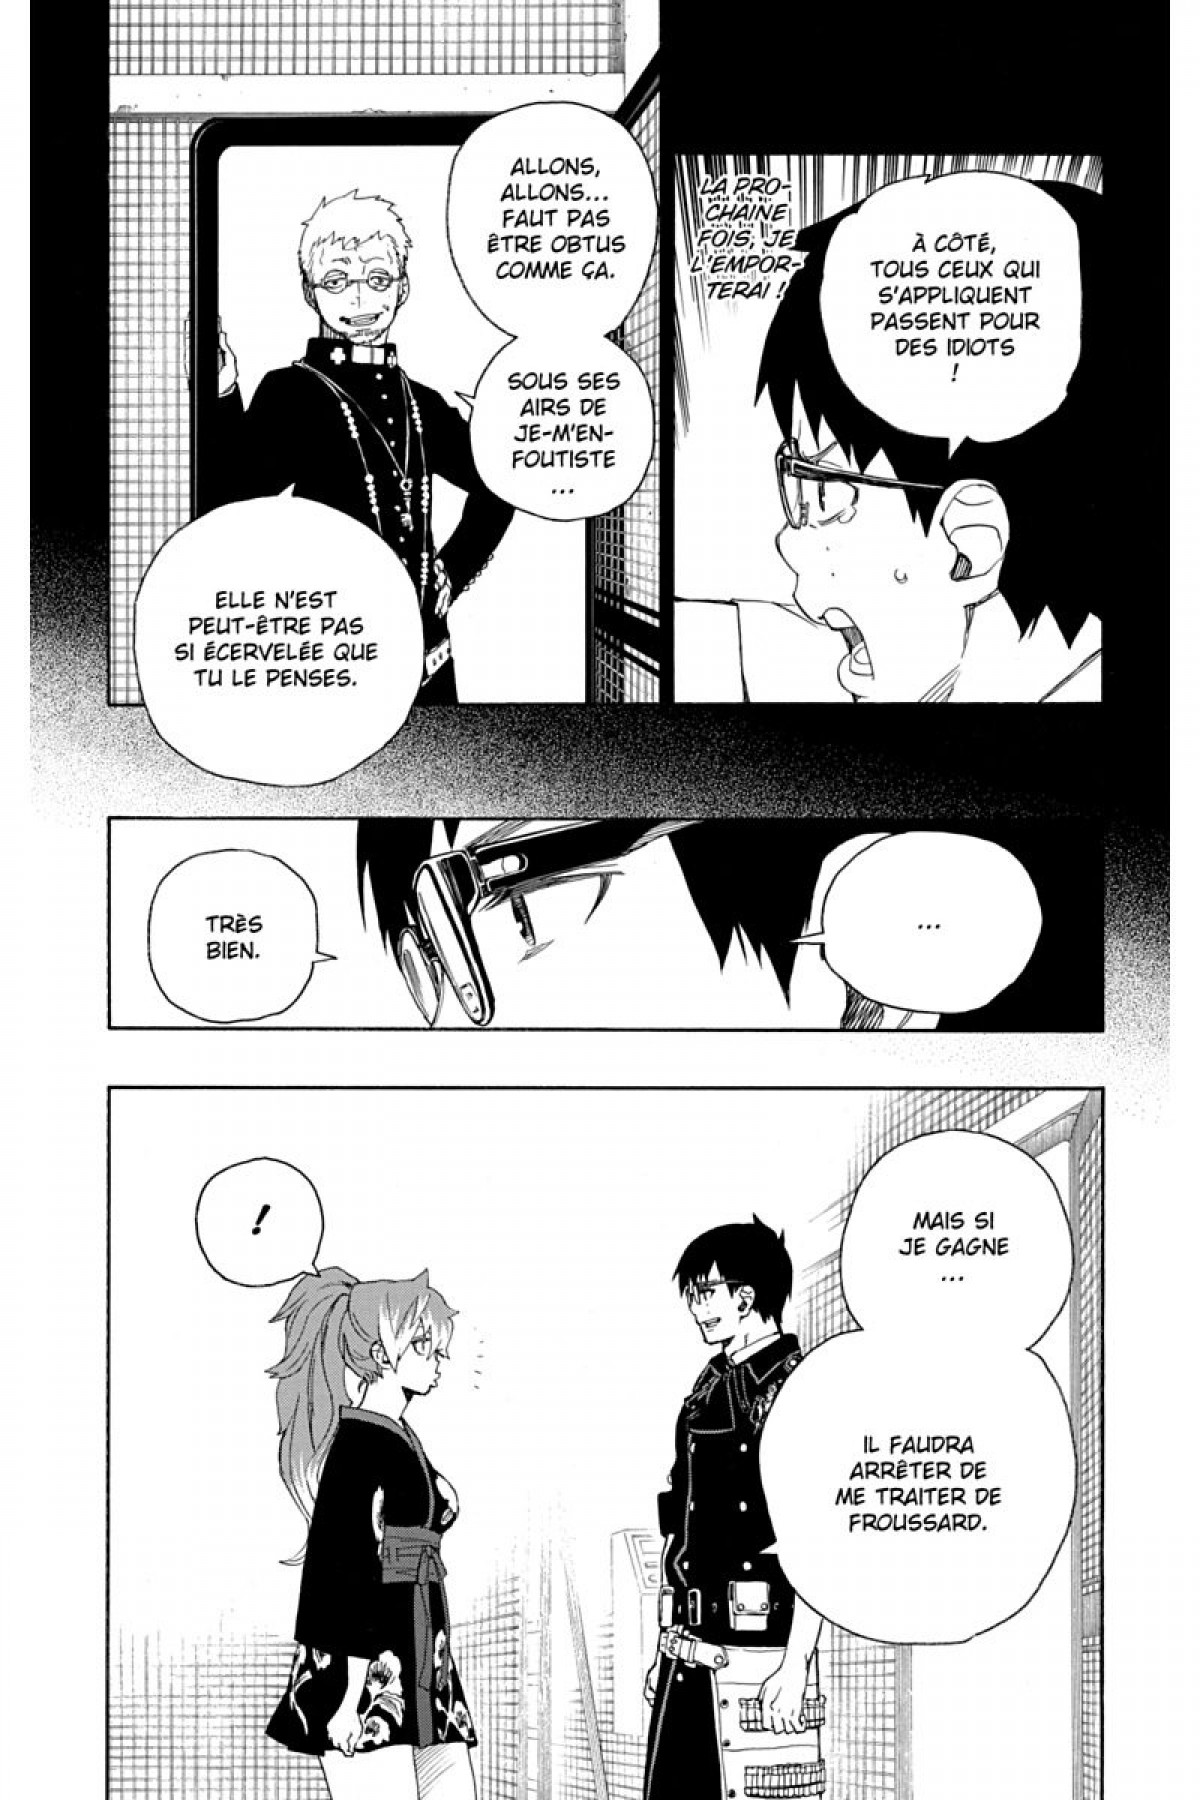 LA PRO-
CHAINE
FOIS, JE
L'EMPOR-
TERAI !
À CÔTÉ,
TOUS CEUX QUI
S'APPLIQUENT
PASSENT POUR
DES IDIOTS
!
ALLONS,
ALLONS...
FAUT PAS
ÊTRE OBTUS
COMME ÇA.
SOUS SES
AIRS DE
JE-M'EN-
FOUTISTE
...
ELLE N'EST
PEUT-ÊTRE PAS
SI ÉCERVELÉE QUE
TU LE PENSES.
...
TRÈS
BIEN.
MAIS SI
JE GAGNE
...
IL FAUDRA
ARRÊTER DE
ME TRAITER DE
FROUSSARD.
!